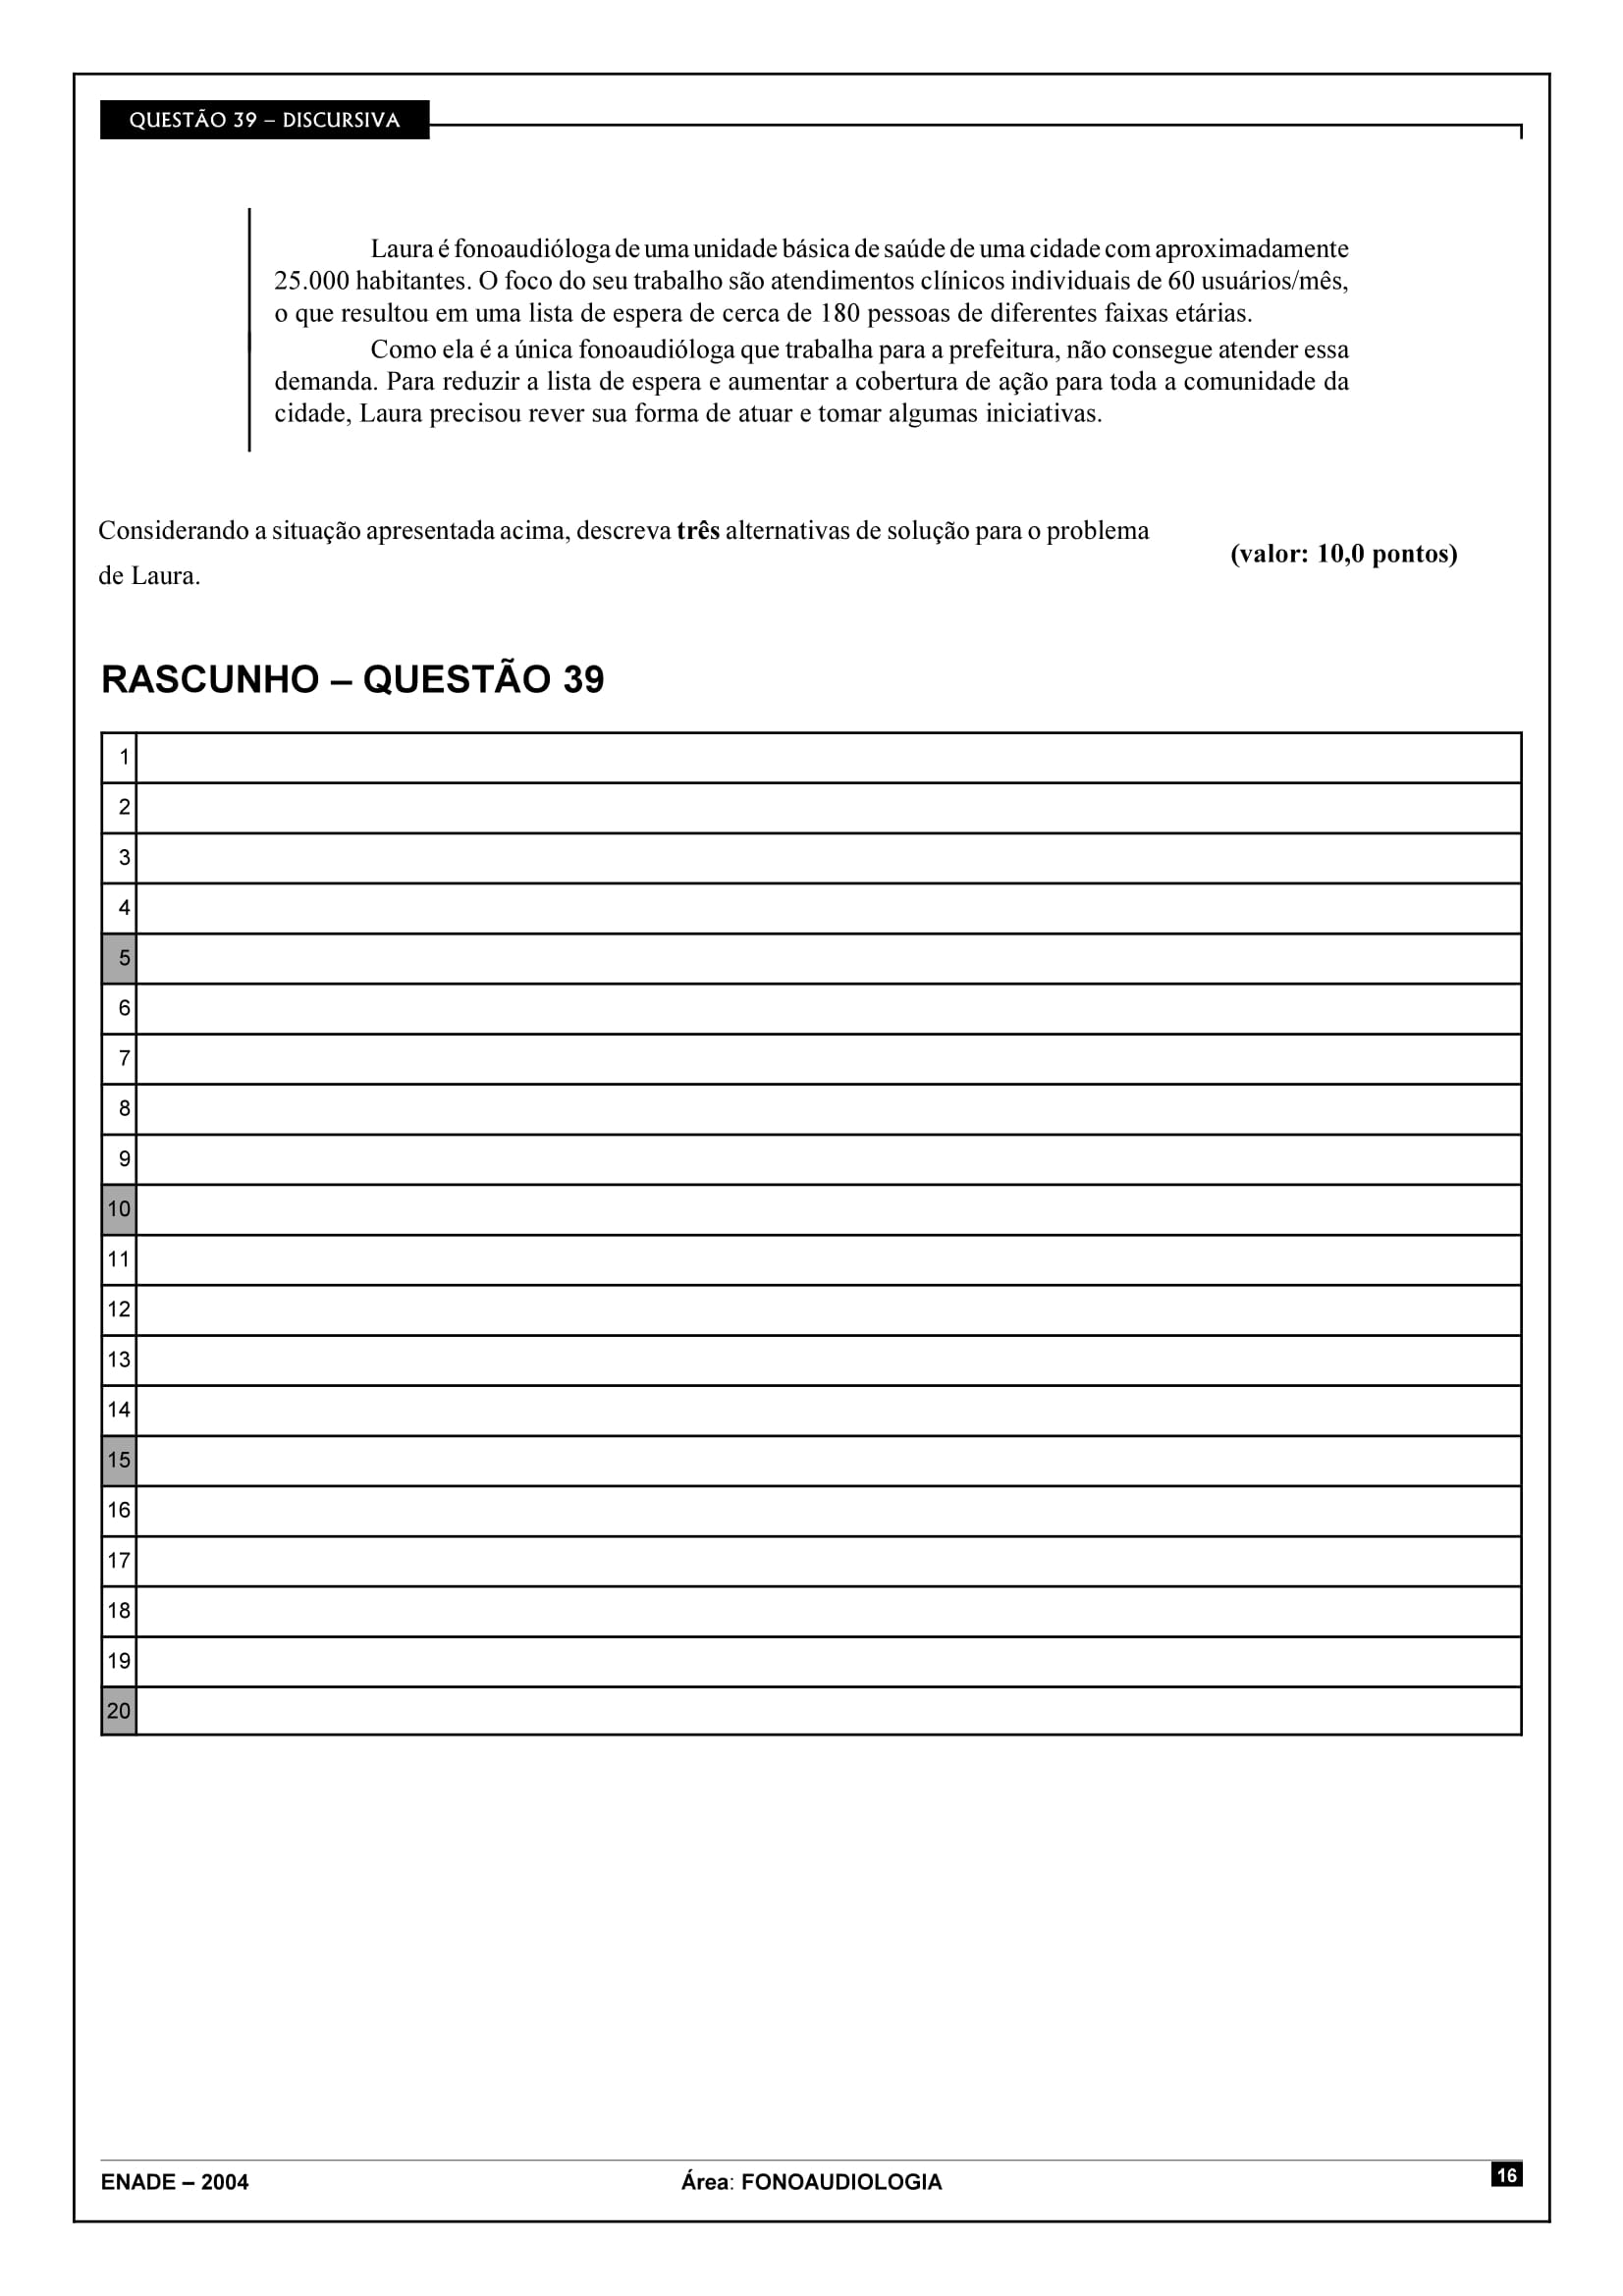 QUESTÃO 39 – DISCURSIVA
Laura é fonoaudióloga de uma unidade básica de saúde de uma cidade com aproximadamente
25.000 habitantes. O foco do seu trabalho são atendimentos clínicos individuais de 60 usuários/mês,
o que resultou em uma lista de espera de cerca de 180 pessoas de diferentes faixas etárias.
Como ela é a única fonoaudióloga que trabalha para a prefeitura, não consegue atender essa
demanda. Para reduzir a lista de espera e aumentar a cobertura de ação para toda a comunidade da
cidade, Laura precisou rever sua forma de atuar e tomar algumas iniciativas.
Considerando a situação apresentada acima, descreva três alternativas de solução para o problema
de Laura.
(valor: 10,0 pontos)
RASCUNHO – QUESTÃO 39
1
2
3
4
5
6
7
8
9
10
11
12
13
14
15
16
17
18
19
20
ENADE – 2004
Área: FONOAUDIOLOGIA
16